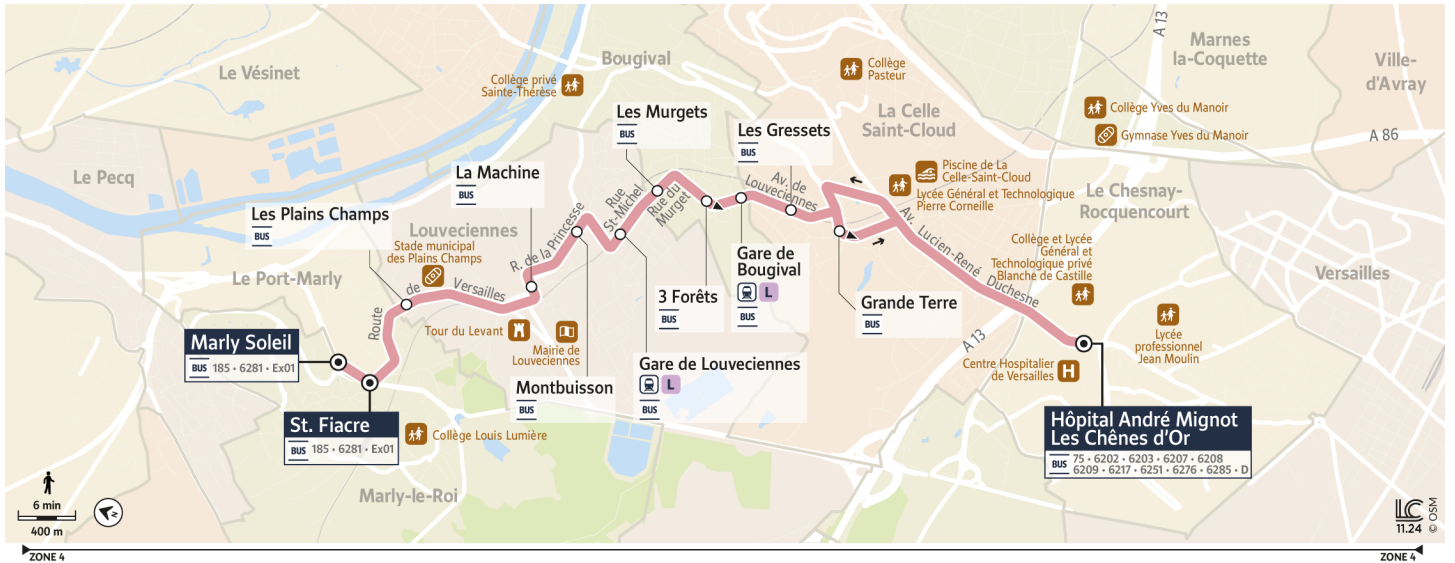 Le Vésinet
Bougival
Marnes
la-Coquette
Ville-
d'Avray
A 13
Collège privé
Sainte-Thérèse
Collège
Pasteur
La Celle
Saint-Cloud
Collège Yves du Manoir
Gymnase Yves du Manoir
A 86
Les Murgets
BUS
Les Gressets
BUS
Le Pecq
La Machine
BUS
Piscine de La
Celle-Saint-Cloud
Lycée Général et Technologique
Pierre Corneille
Le Chesnay-
Rocquencourt
Les Plains Champs
BUS
Louveciennes
Stade municipal
des Plains Champs
R. de la Princesse
Rue
St-Michel
Rue du
Murget
Av. de
Louveciennes
Av. Lucien-René Duchesne
Collège et Lycée
Général et
Technologique privé
Blanche de Castille
Versailles
Le Port-Marly
Route de Versailles
Gare de
Bougival
L
BUS
3 Forêts
BUS
Grande Terre
BUS
Tour du Levant
Mairie de
Louveciennes
A 13
Lycée
professionnel
Jean Moulin
Marly Soleil
BUS 185 • 6281 • Ex01
Gare de Louveciennes
L
BUS
Montbuisson
BUS
Centre Hospitalier
de Versailles
H
St. Fiacre
BUS 185 • 6281 • Ex01
Collège Louis Lumière
Hôpital André Mignot
Les Chênes d'Or
BUS 75 • 6202 • 6203 • 6207 • 6208
6209 • 6217 • 6251 • 6276 • 6285 • D
Marly-le-Roi
6 min
400 m
N
LC
11.24
© OSM
ZONE 4
ZONE 4